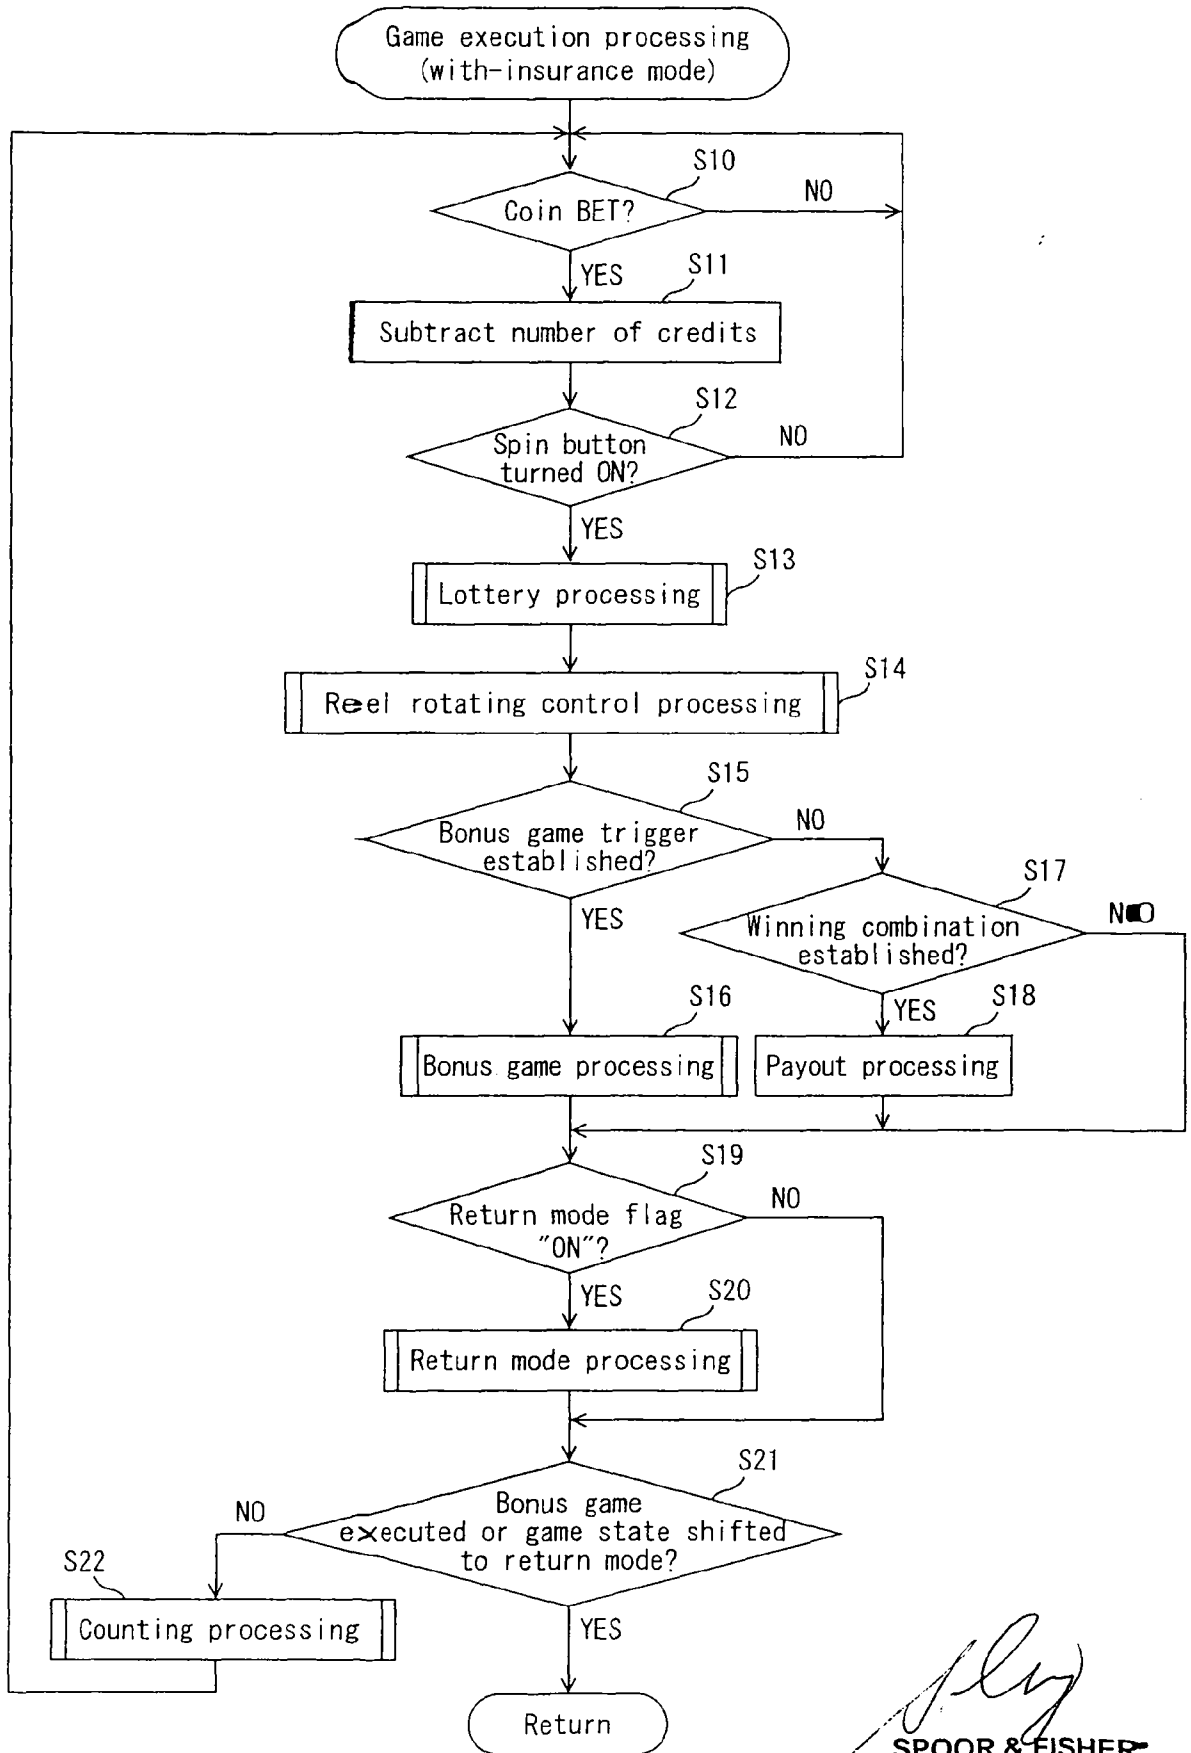 Game execution processing
(with-insurance mode)
S10
Coin BET?
NO
YES
S11
Subtract number of credits
S12
Spin button
turned ON?
NO
YES
S13
Lottery processing
S14
Reel rotating control processing
S15
Bonus game trigger
established?
NO
YES
S17
Winning combination
established?
NO
YES
S16
Bonus game processing
S18
Payout processing
S19
Return mode flag
"ON"?
NO
YES
S20
Return mode processing
S21
Bonus game
executed or game state shifted
to return mode?
NO
YES
S22
Counting processing
Return
SPOOR & FISHER